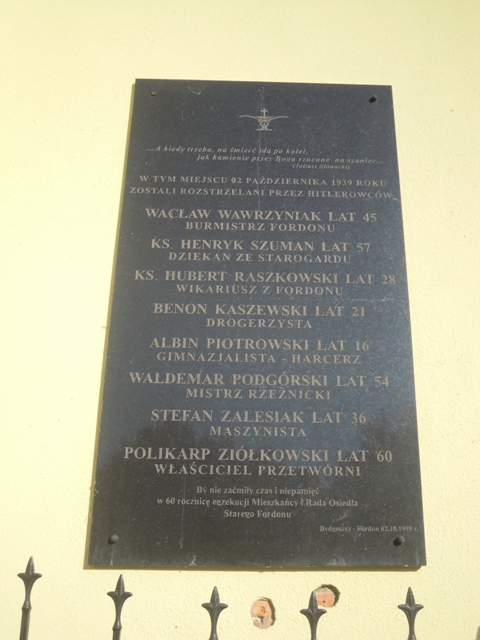 ...A kiedy trzeba, na śmierć idą po kolei,
jak kamienie przez Boga rzucone na szaniec...
(Juliusz Słowacki)
W TYM MIEJSCU 02 PAŹDZIERNIKA 1939 ROKU
ZOSTALI ROZSTRZELANI PRZEZ HITLEROWCÓW
WACŁAW WAWRZYNIAK LAT 45
BURMISTRZ FORDONU
KS. HENRYK SZUMAN LAT 57
DZIEKAN ZE STAROGARDU
KS. HUBERT RASZKOWSKI LAT 28
WIKARIUSZ Z FORDONU
BENON KASZEWSKI LAT 21
DROGERZYSTA
ALBIN PIOTROWSKI LAT 16
GIMNAZJALISTA - HARCERZ
WALDEMAR PODGÓRSKI LAT 54
MISTRZ RZEŹNICKI
STEFAN ZALESIAK LAT 36
MASZYNISTA
POLIKARP ZIÓŁKOWSKI LAT 60
WŁAŚCICIEL PRZETWÓRNI
By nie zaćmiły czas i niepamięć
w 60 rocznicę egzekucji Mieszkańcy i Rada Osiedla
Starego Fordonu
Bydgoszcz - Fordon 02.10.1999 r.